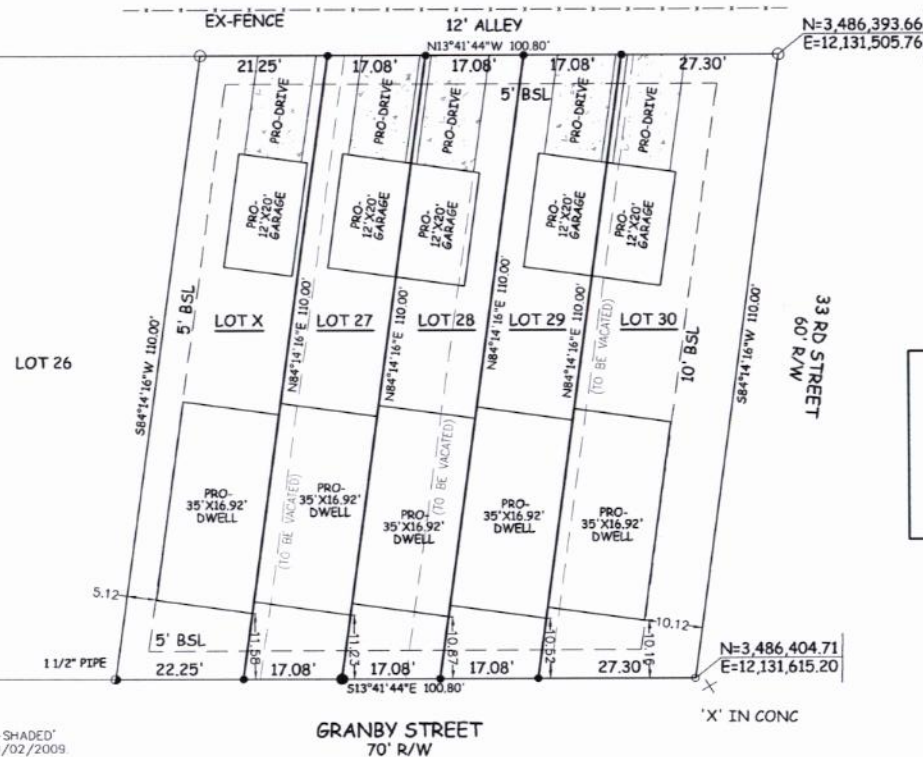 EX-FENCE
12' ALLEY
N13°41'44"W 100.80'
N=3,486,393.66
E=12,131,505.76
21.25'
17.08'
17.08'
17.08'
27.30'
5' BSL
PRO-DRIVE
PRO-DRIVE
PRO-DRIVE
PRO-DRIVE
PRO-DRIVE
PRO-
12'X20'
GARAGE
PRO-
12'X20'
GARAGE
PRO-
12'X20'
GARAGE
PRO-
12'X20'
GARAGE
PRO-
12'X20'
GARAGE
S84°14'16"W 110.00'
5' BSL
N84°14'16"E 110.00'
N84°14'16"E 110.00'
N84°14'16"E 110.00'
N84°14'16"E 110.00'
(TO BE VACATED)
10' BSL
S84°14'16"W 110.00'
33 RD STREET
60' R/W
LOT 26
LOT X
LOT 27
LOT 28
LOT 29
LOT 30
(TO BE VACATED)
(TO BE VACATED)
PRO-
35'X16.92'
DWELL
PRO-
35'X16.92'
DWELL
PRO-
35'X16.92'
DWELL
PRO-
35'X16.92'
DWELL
PRO-
35'X16.92'
DWELL
5.12
10.12
5' BSL
11.58
11.23
10.87
10.52
10.16
1 1/2" PIPE
22.25'
17.08'
17.08'
17.08'
27.30'
S13°41'44"E 100.80'
N=3,486,404.71
E=12,131,615.20
'X' IN CONC
GRANBY STREET
70' R/W
SHADED'
/02/2009.